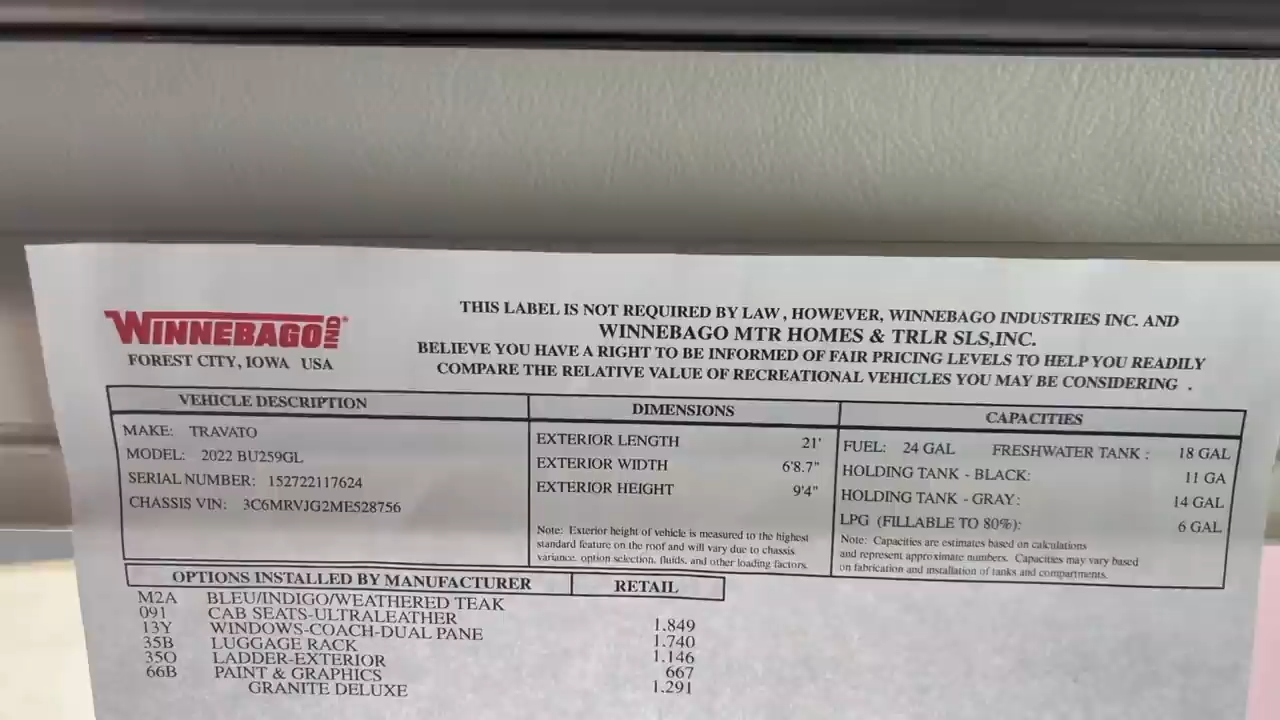 WINNEBAGO IND
FOREST CITY, IOWA USA
THIS LABEL IS NOT REQUIRED BY LAW , HOWEVER, WINNEBAGO INDUSTRIES INC. AND
WINNEBAGO MTR HOMES & TRLR SLS,INC.
BELIEVE YOU HAVE A RIGHT TO BE INFORMED OF FAIR PRICING LEVELS TO HELP YOU READILY
COMPARE THE RELATIVE VALUE OF RECREATIONAL VEHICLES YOU MAY BE CONSIDERING .
VEHICLE DESCRIPTION
MAKE: TRAVATO
MODEL: 2022 BU259GL
SERIAL NUMBER: 152722117624
CHASSIS VIN: 3C6MRVJG2ME528756
DIMENSIONS
EXTERIOR LENGTH 21'
EXTERIOR WIDTH 6'8.7"
EXTERIOR HEIGHT 9'4"
Note: Exterior height of vehicle is measured to the highest
standard feature on the roof and will vary due to chassis
variance, option selection, fluids, and other loading factors.
CAPACITIES
FUEL: 24 GAL FRESHWATER TANK : 18 GAL
HOLDING TANK - BLACK: 11 GA
HOLDING TANK - GRAY: 14 GAL
LPG (FILLABLE TO 80%): 6 GAL
Note: Capacities are estimates based on calculations
and represent approximate numbers. Capacities may vary based
on fabrication and installation of tanks and compartments.
OPTIONS INSTALLED BY MANUFACTURER RETAIL
M2A BLEU/INDIGO/WEATHERED TEAK
091 CAB SEATS-ULTRALEATHER 1,849
13Y WINDOWS-COACH-DUAL PANE 1,740
35B LUGGAGE RACK 1,146
35O LADDER-EXTERIOR 667
66B PAINT & GRAPHICS 1,291
GRANITE DELUXE